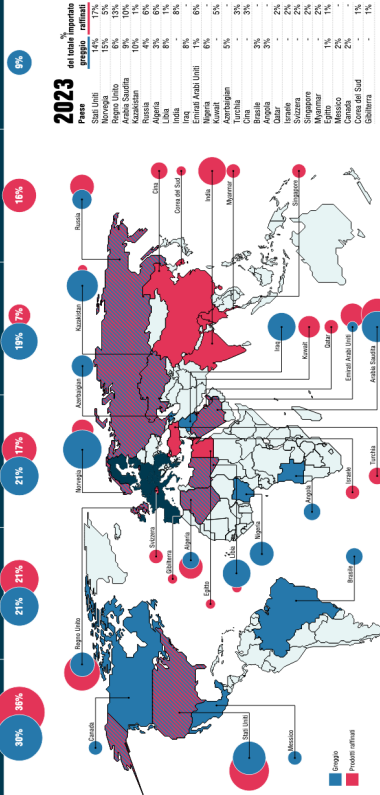 30% 36%
21% 21%
21% 17%
19% 7%
16%
9%
Canada
Regno Unito
Norvegia
Azerbaigian
Kazakistan
Russia
Svizzera
Gibilterra
Algeria
Egitto
Libia
Nigeria
Cina
Corea del Sud
India
Myanmar
Singapore
Iraq
Kuwait
Qatar
Emirati Arabi Uniti
Arabia Saudita
Stati Uniti
Messico
Brasile
Angola
Israele
Turchia
Greggio
Prodotti raffinati
2023 %
del totale importato
Paese greggio raffinati
Stati Uniti 14% 17%
Norvegia 15% 5%
Regno Unito 6% 13%
Arabia Saudita 9% 10%
Kazakistan 10% 1%
Russia 4% 6%
Algeria 3% 6%
Libia 8% 1%
India - 8%
Iraq 8% -
Emirati Arabi Uniti 1% 6%
Nigeria 6% -
Kuwait - 5%
Azerbaigian 5% -
Turchia - 3%
Cina - 3%
Brasile 3% -
Angola 3% -
Qatar - 2%
Israele - 2%
Svizzera - 2%
Singapore - 2%
Myanmar - 2%
Egitto 1% 1%
Messico 2% -
Canada 2% -
Corea del Sud - 1%
Gibilterra - 1%